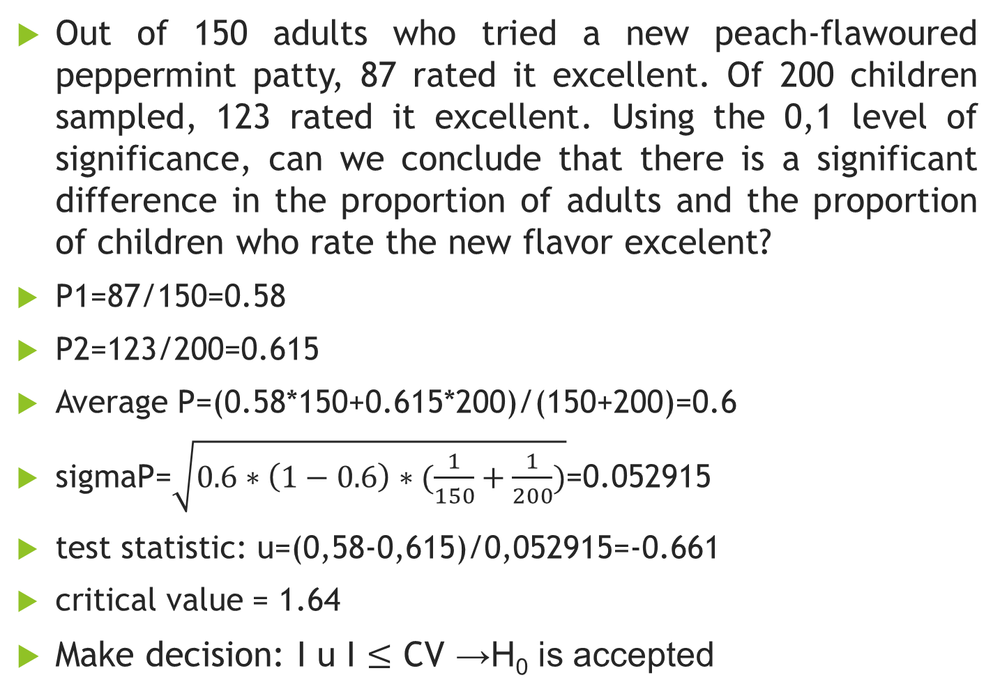 Out of 150 adults who tried a new peach-flawoured
peppermint patty, 87 rated it excellent. Of 200 children
sampled, 123 rated it excellent. Using the 0,1 level of
significance, can we conclude that there is a significant
difference in the proportion of adults and the proportion
of children who rate the new flavor excelent?
P1=87/150=0.58
P2=123/200=0.615
Average P=(0.58*150+0.615*200)/(150+200)=0.6
sigmaP=√(0.6 ∗ (1 − 0.6) ∗ (1/150 + 1/200))=0.052915
test statistic: u=(0,58-0,615)/0,052915=-0.661
critical value = 1.64
Make decision: I u I ≤ CV →H₀ is accepted